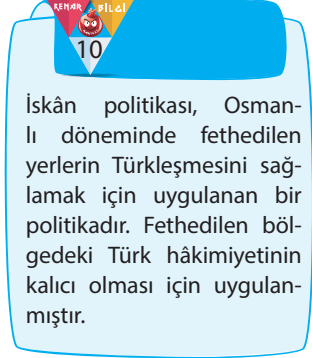 KENAR BİLGİ
10
İskân politikası, Osman-
lı döneminde fethedilen
yerlerin Türkleşmesini sağ-
lamak için uygulanan bir
politikadır. Fethedilen böl-
gedeki Türk hâkimiyetinin
kalıcı olması için uygulan-
mıştır.